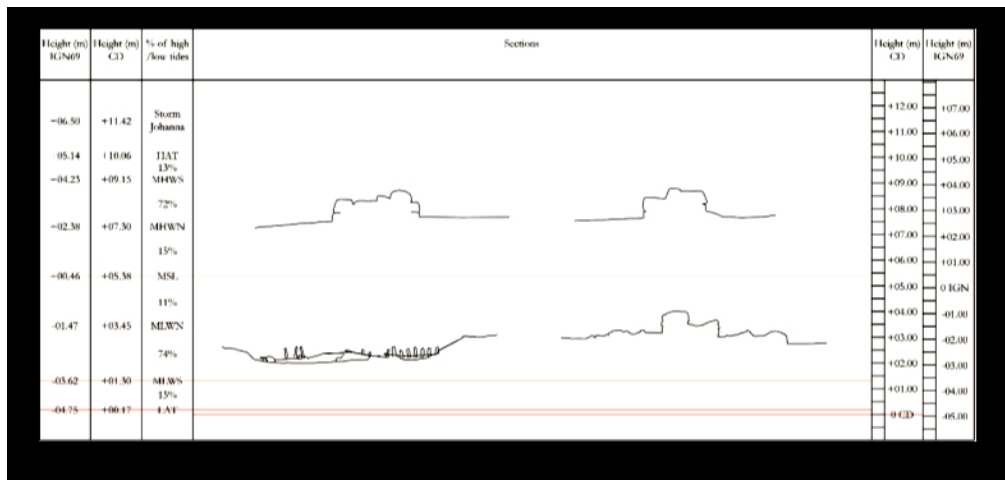 Height (m) IGN69
Height (m) CD
% of high /low tides
Sections
Height (m) CD
Height (m) IGN69
+06.50 +11.42 Storm Johanna
05.14 +10.06 HAT
13%
+04.23 +09.15 MHWS
72%
+02.38 +07.30 MHWN
15%
+00.46 +05.38 MSL
11%
-01.47 +03.45 MLWN
74%
-03.62 +01.30 MLWS
15%
-04.75 +00.17 LAT
+12.00
+11.00
+10.00
+09.00
+08.00
+07.00
+06.00
+05.00
+04.00
+03.00
+02.00
+01.00
0 CD
+07.00
+06.00
+05.00
+04.00
+03.00
+02.00
+01.00
0 IGN
-01.00
-02.00
-03.00
-04.00
-05.00